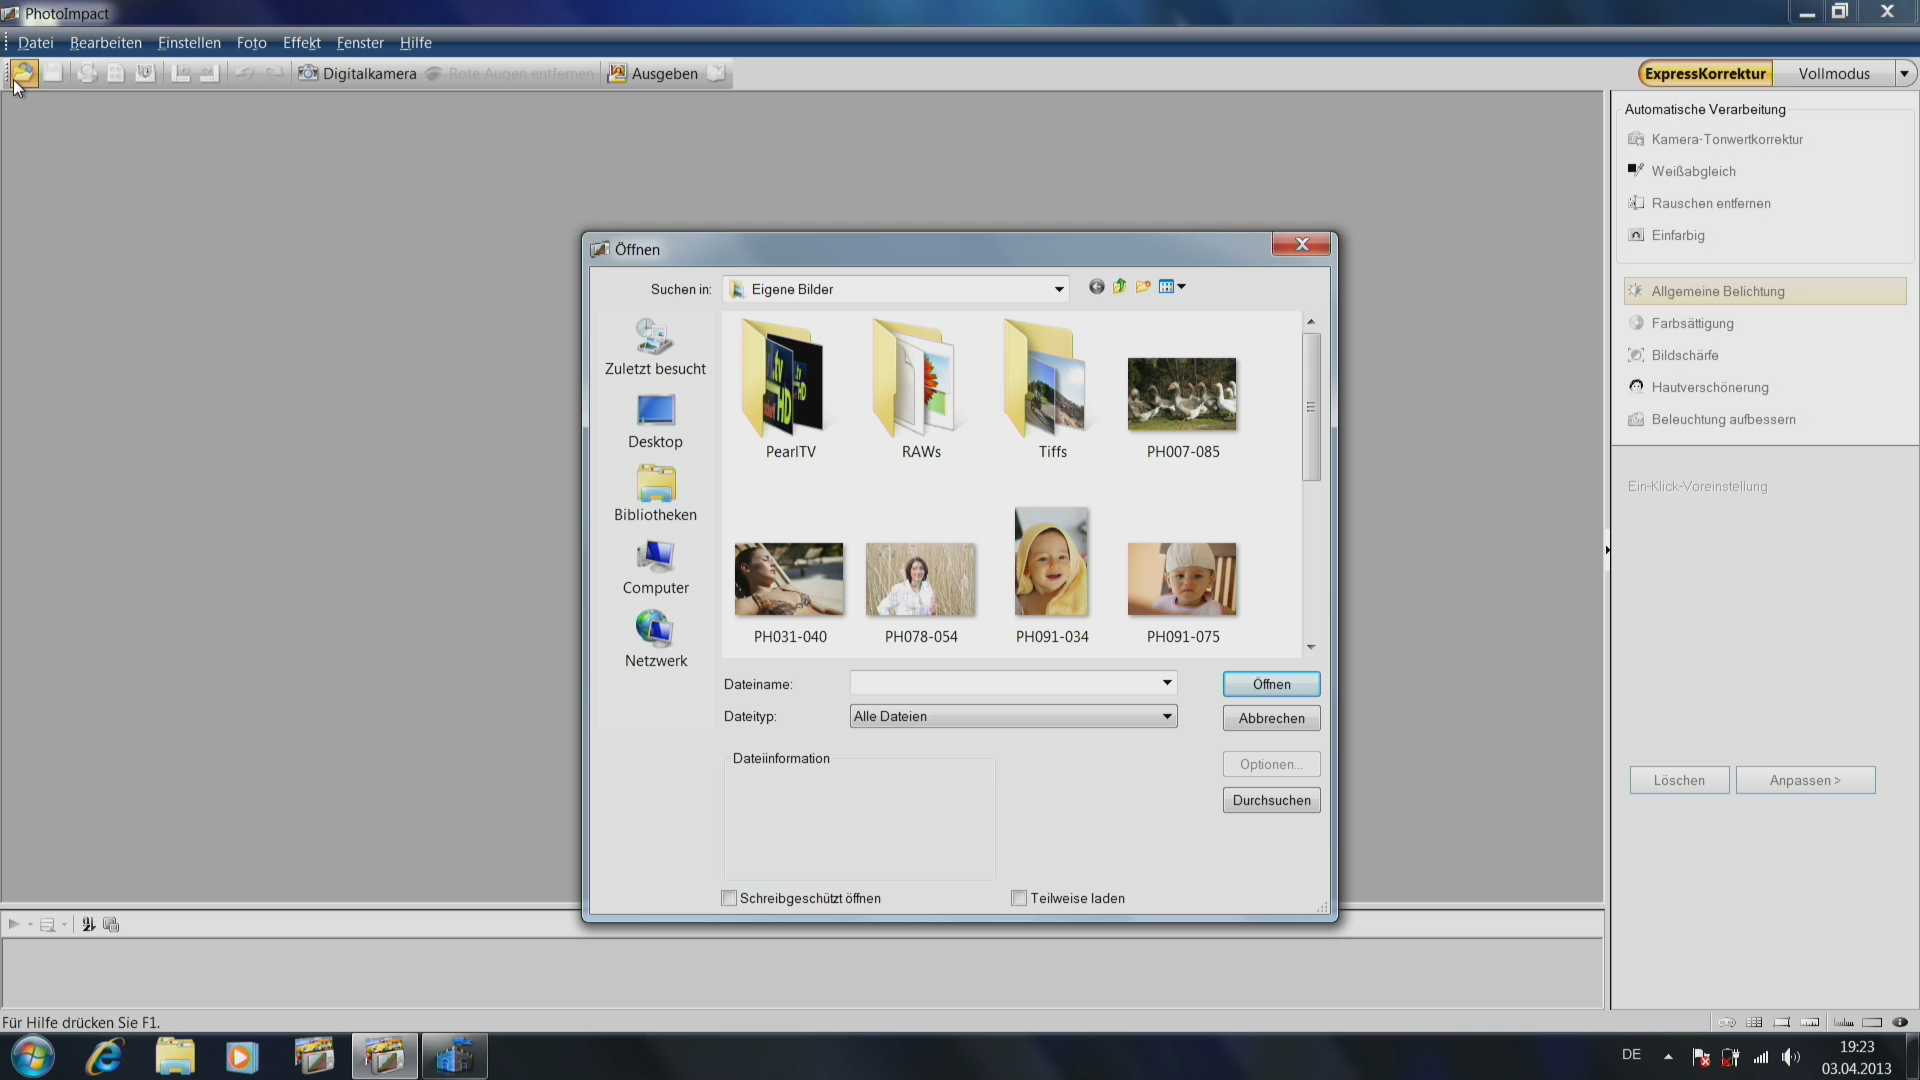 PhotoImpact
Datei Bearbeiten Einstellen Foto Effekt Fenster Hilfe
Digitalkamera Rote Augen entfernen Ausgeben
ExpressKorrektur Vollmodus
Automatische Verarbeitung
Kamera-Tonwertkorrektur
Weißabgleich
Rauschen entfernen
Einfarbig
Allgemeine Belichtung
Farbsättigung
Bildschärfe
Hautverschönerung
Beleuchtung aufbessern
Ein-Klick-Voreinstellung
Löschen Anpassen >
Öffnen
Suchen in: Eigene Bilder
Zuletzt besucht
Desktop
Bibliotheken
Computer
Netzwerk
PearlTV RAWs Tiffs PH007-085
PH031-040 PH078-054 PH091-034 PH091-075
Dateiname: Öffnen
Dateityp: Alle Dateien Abbrechen
Dateiinformation Optionen...
Durchsuchen
Schreibgeschützt öffnen Teilweise laden
Für Hilfe drücken Sie F1.
DE 19:23
03.04.2013